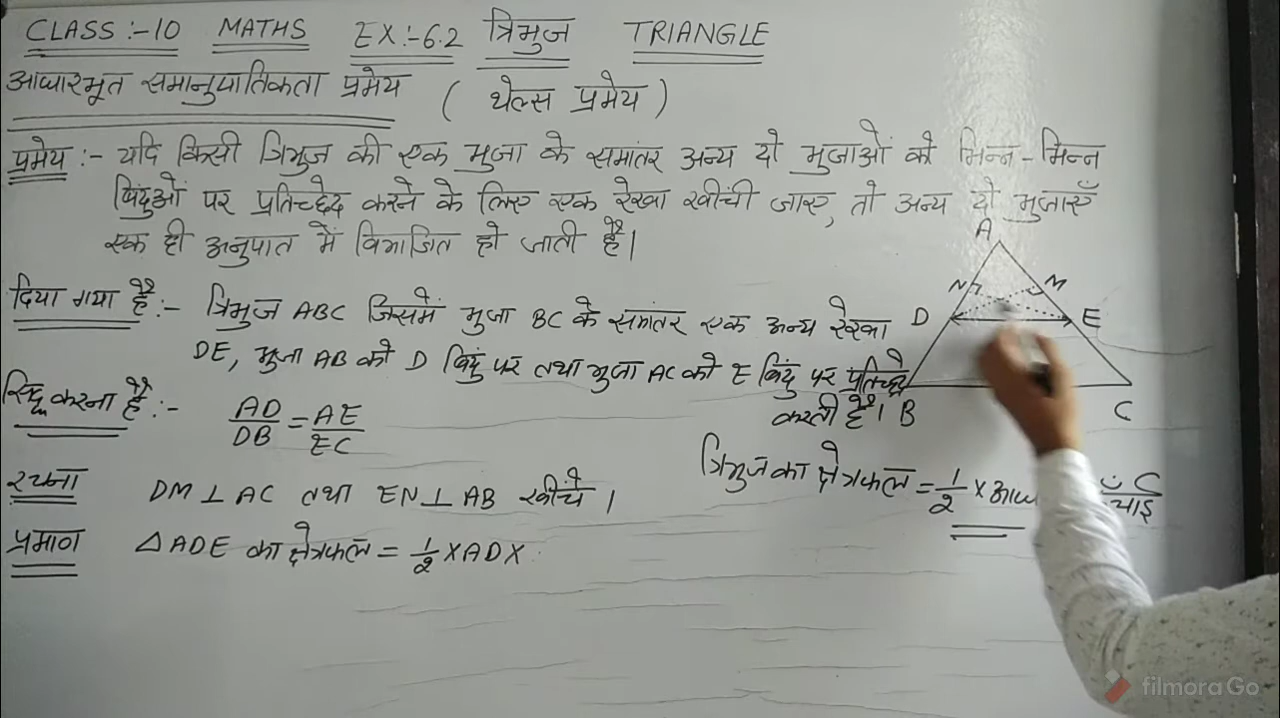 CLASS:-10 MATHS EX:-6.2 त्रिभुज TRIANGLE
आधारभूत समानुपातिकता प्रमेय ( थेल्स प्रमेय )
प्रमेय :- यदि किसी त्रिभुज की एक भुजा के समांतर अन्य दो भुजाओं को भिन्न-भिन्न
बिंदुओं पर प्रतिच्छेद करने के लिए एक रेखा खींची जाए, तो अन्य दो भुजाएँ
एक ही अनुपात में विभाजित हो जाती है।
A
N M
D E
B C
दिया गया है :- त्रिभुज ABC जिसमें भुजा BC के समांतर एक अन्य रेखा
DE, भुजा AB को D बिंदु पर तथा भुजा AC को E बिंदु पर प्रतिच्छेद
करती है।
सिद्ध करना है :- AD/DB = AE/EC
त्रिभुज का क्षेत्रफल = 1/2 ×
रचना DM ⊥ AC तथा EN ⊥ AB खींचे।
प्रमाण △ADE का क्षेत्रफल = 1/2 × AD ×
filmoraGo